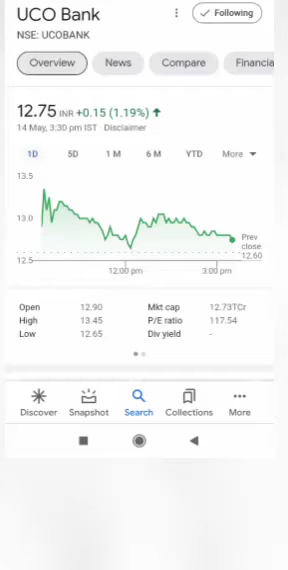 UCO Bank
Following
NSE: UCOBANK
Overview News Compare Financia
12.75 INR +0.15 (1.19%)
14 May, 3:30 pm IST · Disclaimer
1D 5D 1 M 6 M YTD More
13.5
13.0
12.5
Prev
close
12.60
12:00 pm 3:00 pm
Open 12.90 Mkt cap 12.73TCr
High 13.45 P/E ratio 117.54
Low 12.65 Div yield -
Discover Snapshot Search Collections More